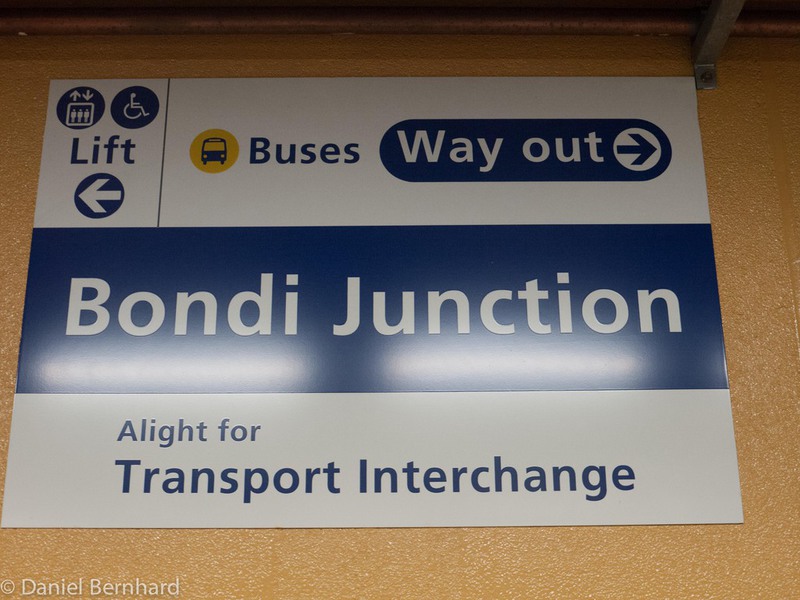 Lift
Buses
Way out
Bondi Junction
Alight for
Transport Interchange
© Daniel Bernhard